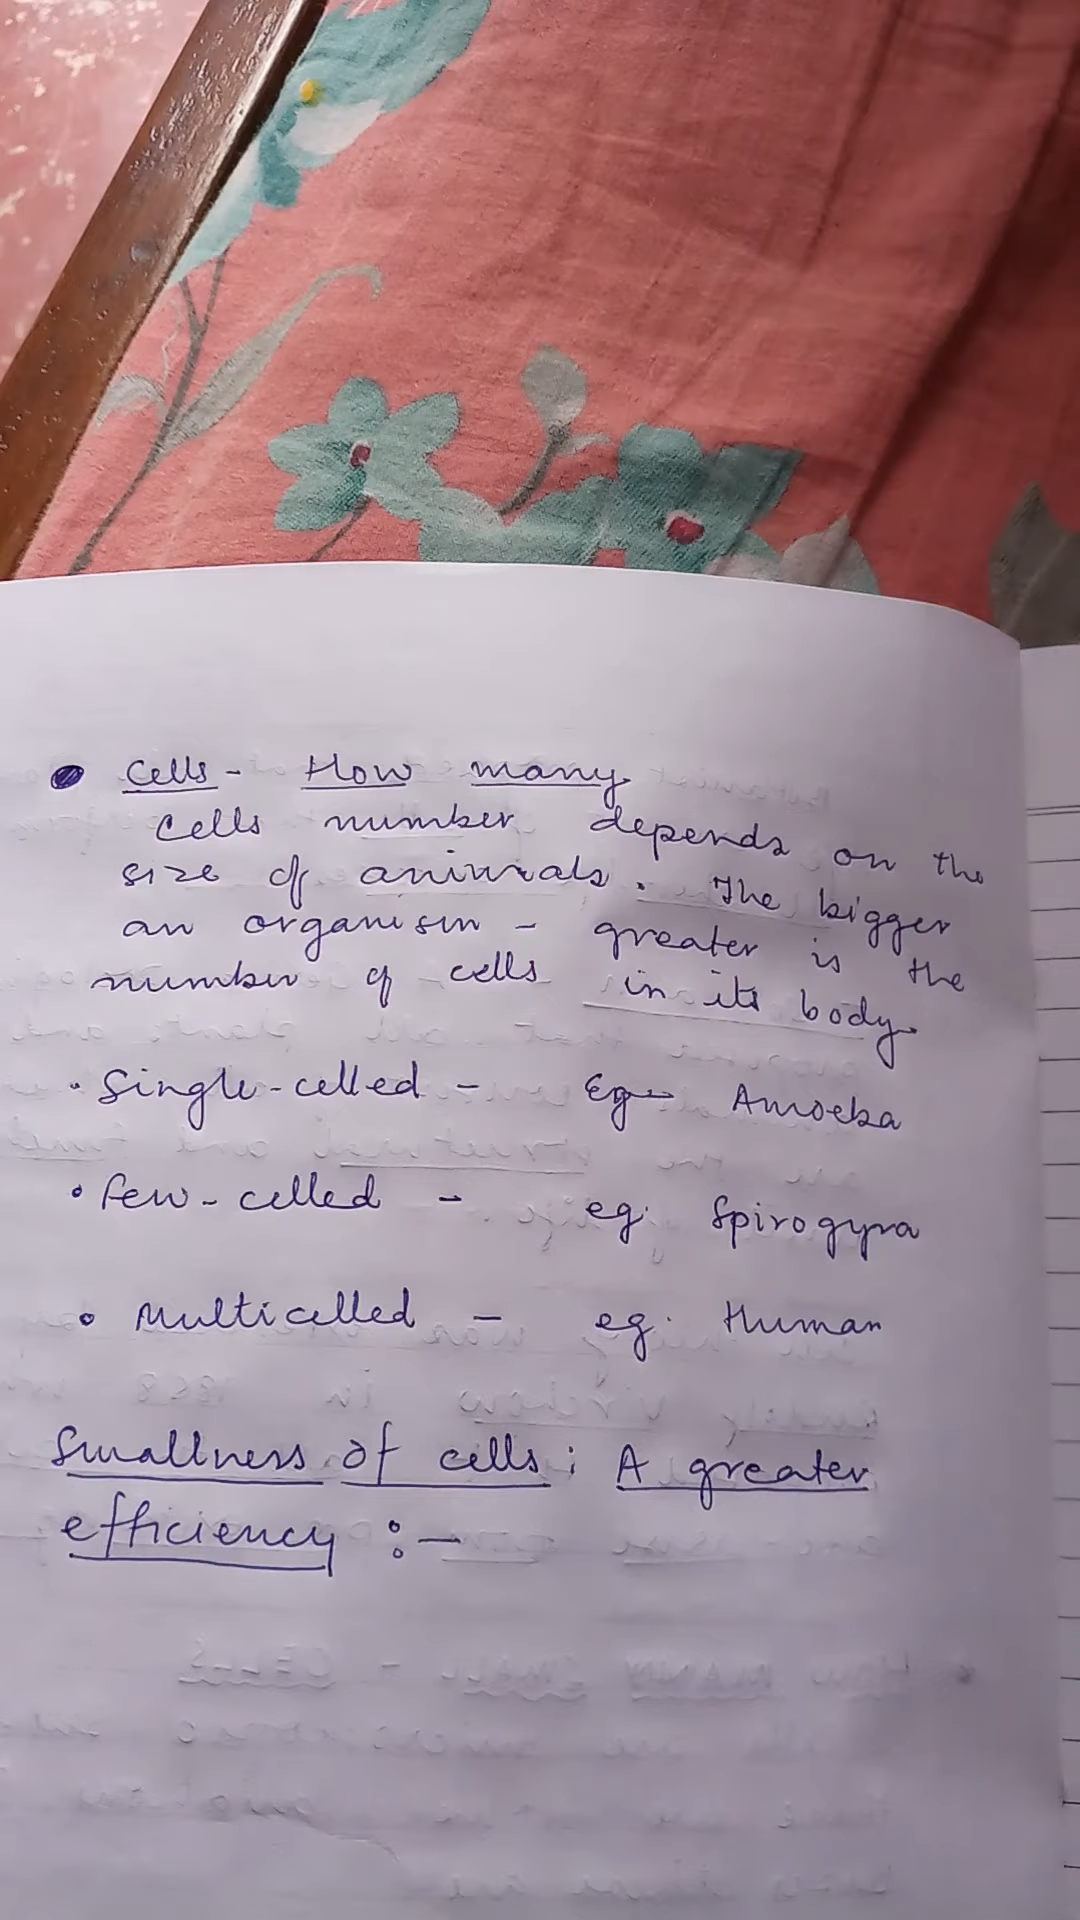 Cells - How many.
Cells number depends on the
size of animals. The bigger
an organism - greater is the
number of cells in its body.
• Single-celled - Eg - Amoeba
• Few-celled - eg. Spirogyra
• Multicelled - eg. Human
Smallness of cells ; A greater
efficiency :-